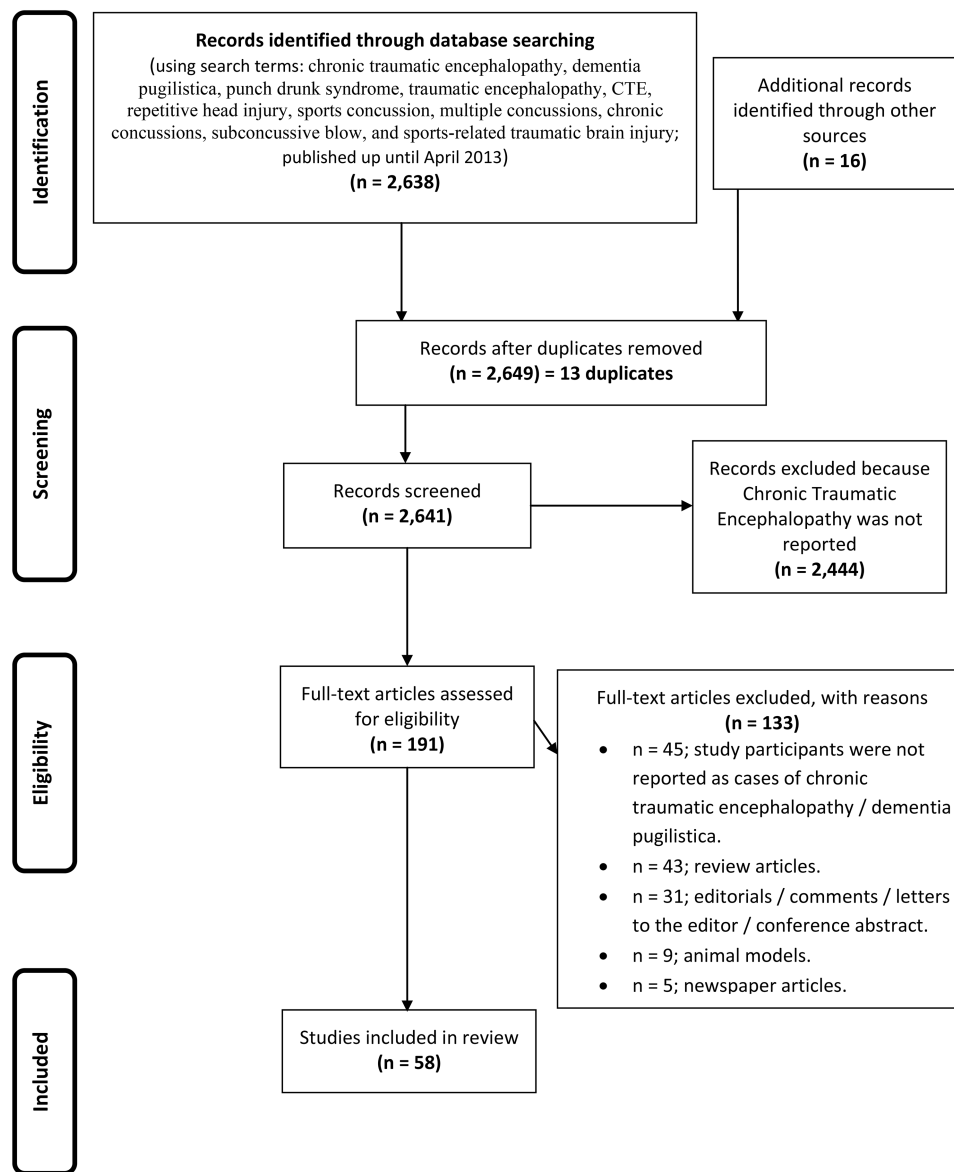 Identification
Records identified through database searching
(using search terms: chronic traumatic encephalopathy, dementia
pugilistica, punch drunk syndrome, traumatic encephalopathy, CTE,
repetitive head injury, sports concussion, multiple concussions, chronic
concussions, subconcussive blow, and sports-related traumatic brain injury;
published up until April 2013)
(n = 2,638)
Additional records
identified through other
sources
(n = 16)
Screening
Records after duplicates removed
(n = 2,649) = 13 duplicates
Records screened
(n = 2,641)
Records excluded because
Chronic Traumatic
Encephalopathy was not
reported
(n = 2,444)
Eligibility
Full-text articles assessed
for eligibility
(n = 191)
Full-text articles excluded, with reasons
(n = 133)
• n = 45; study participants were not
reported as cases of chronic
traumatic encephalopathy / dementia
pugilistica.
• n = 43; review articles.
• n = 31; editorials / comments / letters
to the editor / conference abstract.
• n = 9; animal models.
• n = 5; newspaper articles.
Included
Studies included in review
(n = 58)